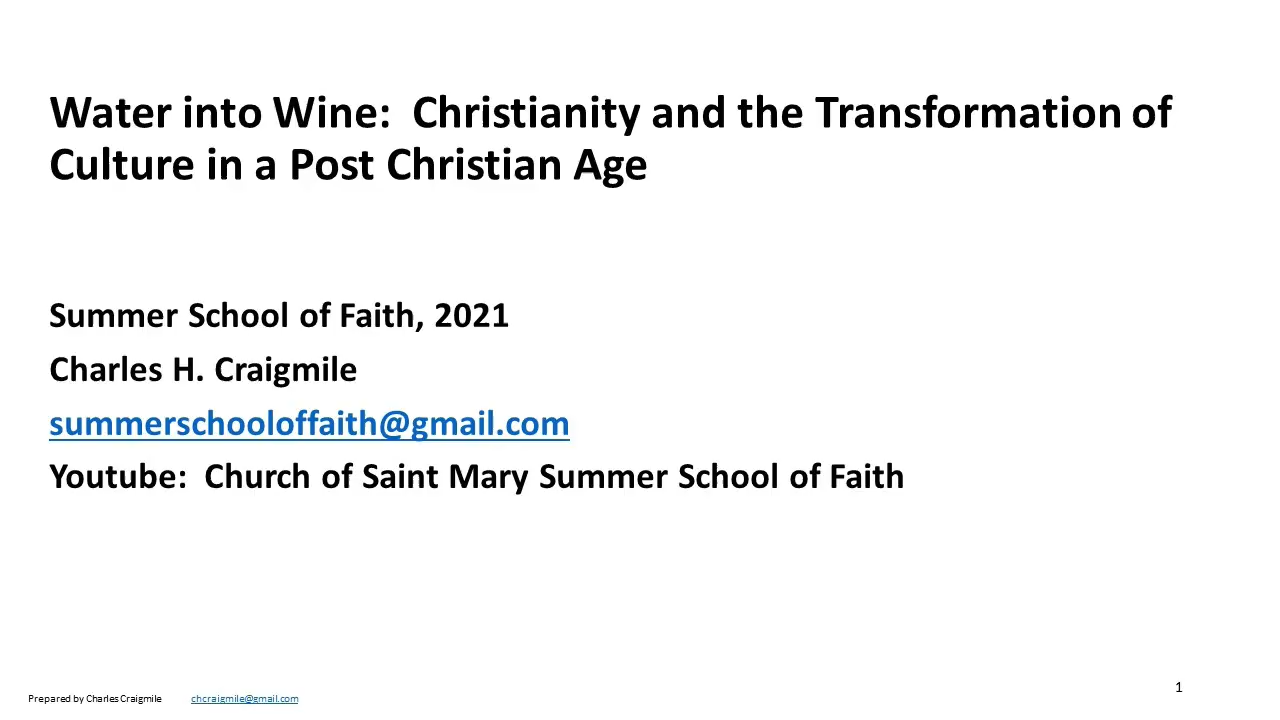 Water into Wine:  Christianity and the Transformation of
Culture in a Post Christian Age
Summer School of Faith, 2021
Charles H. Craigmile
summerschooloffaith@gmail.com
Youtube:  Church of Saint Mary Summer School of Faith
Prepared by Charles Craigmile chcraigmile@gmail.com
1